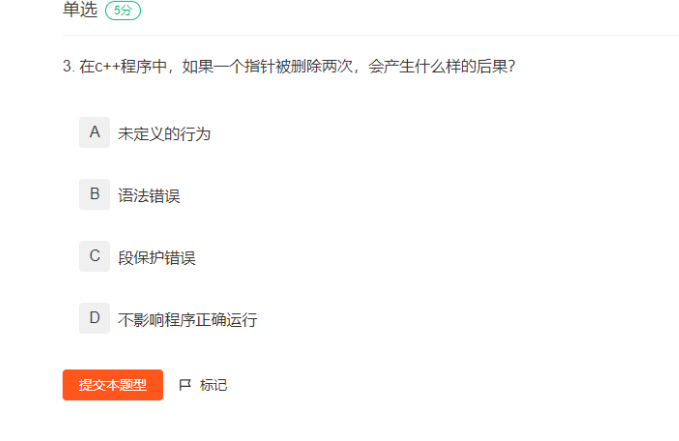 单选 5分
3. 在c++程序中，如果一个指针被删除两次，会产生什么样的后果？
A 未定义的行为
B 语法错误
C 段保护错误
D 不影响程序正确运行
提交本题型 标记